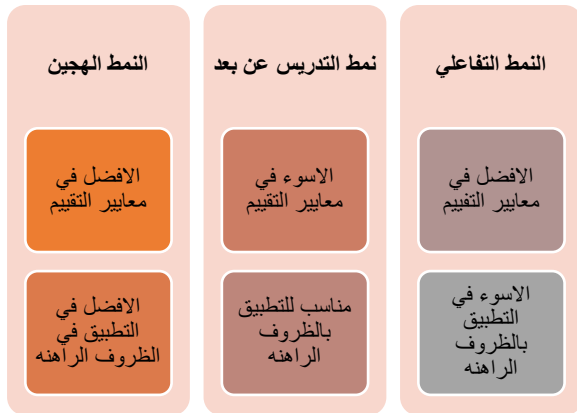 النمط التفاعلي
الافضل في
معايير التقييم
الاسوء في
التطبيق
بالظروف
الراهنه
نمط التدريس عن بعد
الاسوء في
معايير التقييم
مناسب للتطبيق
بالظروف
الراهنه
النمط الهجين
الافضل في
معايير التقييم
الافضل في
التطبيق في
الظروف الراهنه